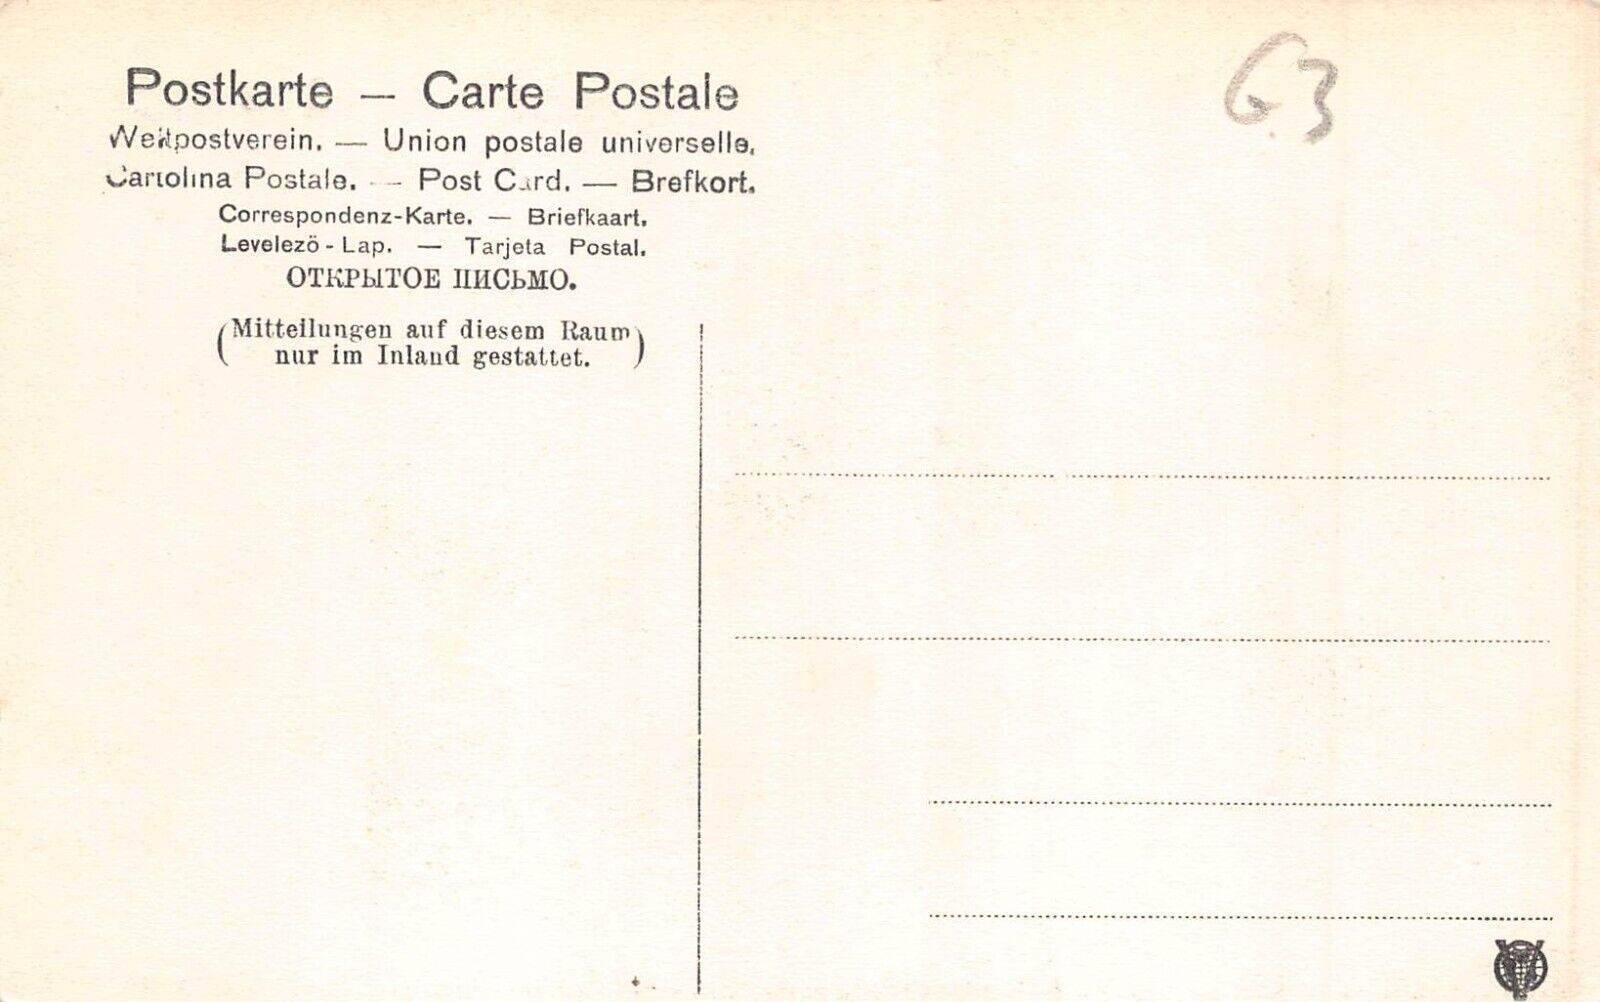 Postkarte — Carte Postale
Weltpostverein. — Union postale universelle.
Cartolina Postale. — Post Card. — Brefkort.
Correspondenz-Karte. — Briefkaart.
Levelezö - Lap. — Tarjeta Postal.
ОТКРЫТОЕ ПИСЬМО.
(Mitteilungen auf diesem Raum
nur im Inland gestattet.)
G3